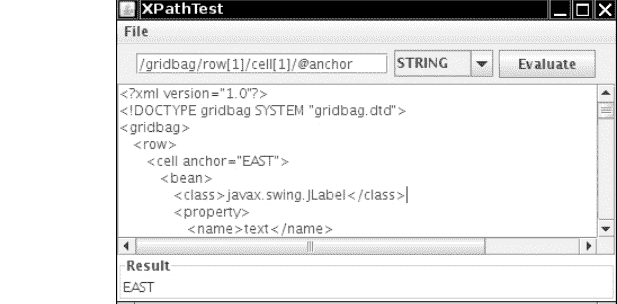 XPathTest
File
/gridbag/row[1]/cell[1]/@anchor STRING Evaluate
<?xml version="1.0"?>
<!DOCTYPE gridbag SYSTEM "gridbag.dtd">
<gridbag>
<row>
<cell anchor="EAST">
<bean>
<class>javax.swing.JLabel</class>
<property>
<name>text</name>
Result
EAST